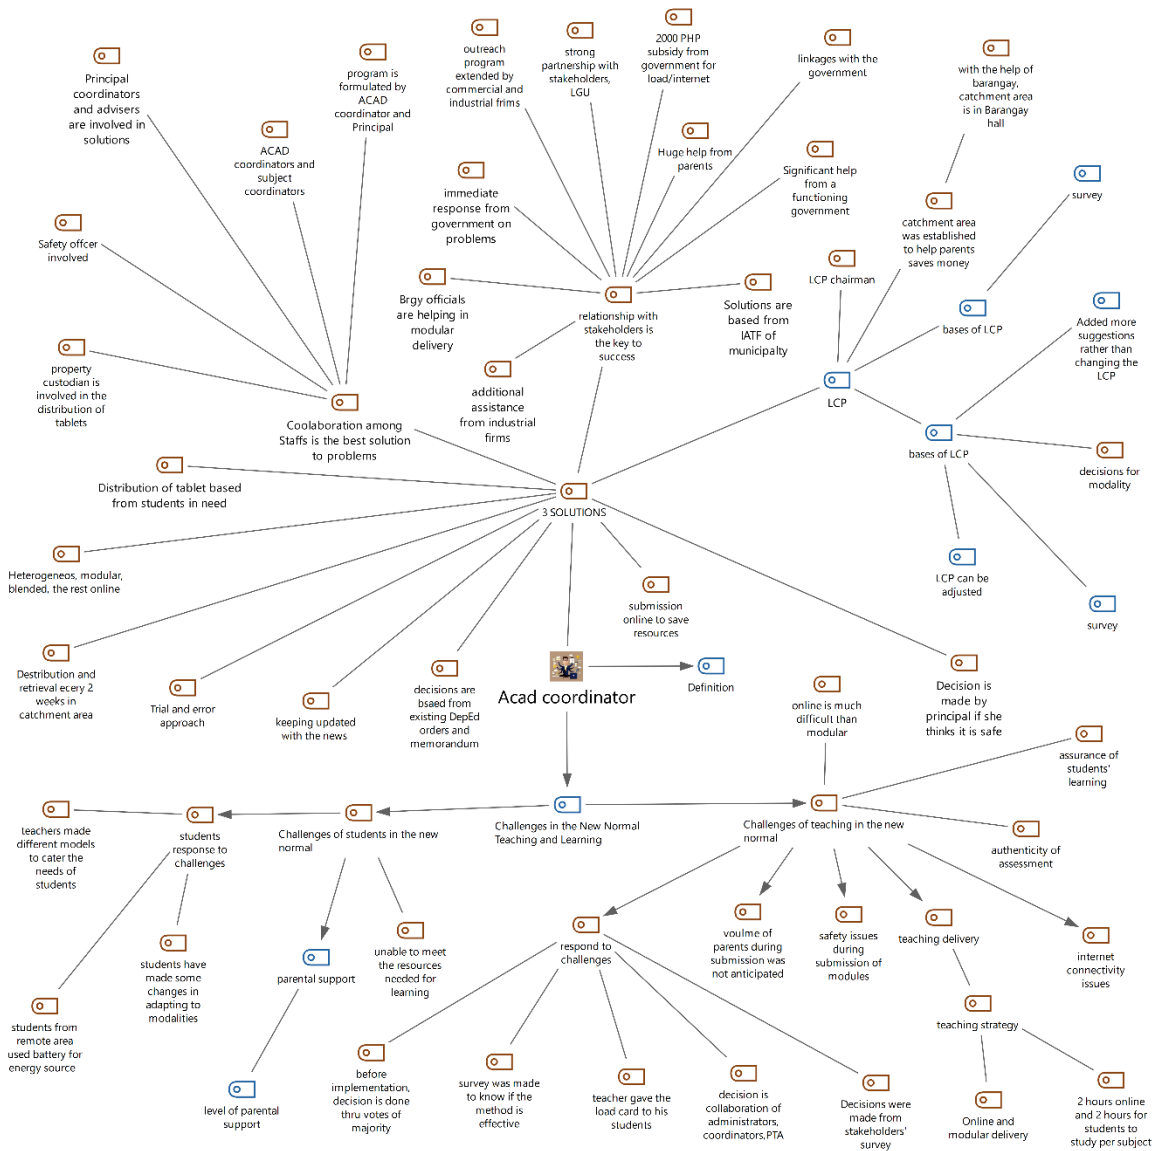 Principal
coordinators
and advisers
are involved in
solutions
program is
formulated by
ACAD
coordinator and
Principal
ACAD
coordinators and
subject
coordinators
Safety offcer
involved
property
custodian is
involved in the
distribution of
tablets
Coolaboration among
Staffs is the best solution
to problems
outreach
program
extended by
commercial and
industrial frims
strong
partnership with
stakeholders,
LGU
2000 PHP
subsidy from
government for
load/internet
linkages with the
government
Huge help from
parents
Significant help
from a
functioning
government
immediate
response from
government on
problems
Brgy officials
are helping in
modular
delivery
relationship with
stakeholders is
the key to
success
Solutions are
based from
IATF of
municipalty
additional
assistance
from industrial
firms
with the help of
barangay,
catchment area
is in Barangay
hall
survey
catchment area
was established
to help parents
saves money
LCP chairman
bases of LCP
Added more
suggestions
rather than
changing the
LCP
LCP
bases of LCP
decisions for
modality
LCP can be
adjusted
survey
Distribution of tablet based
from students in need
3 SOLUTIONS
Heterogeneos, modular,
blended, the rest online
submission
online to save
resources
Destribution and
retrieval ecery 2
weeks in
catchment area
Trial and error
approach
keeping updated
with the news
decisions are
bsaed from
existing DepEd
orders and
memorandum
Acad coordinator
Definition
Decision is
made by
principal if she
thinks it is safe
online is much
difficult than
modular
assurance of
students'
learning
teachers made
different models
to cater the
needs of
students
students
response to
challenges
Challenges of students in the new
normal
Challenges in the New Normal
Teaching and Learning
Challenges of teaching in the new
normal
authenticity of
assessment
students have
made some
changes in
adapting to
modalities
parental support
unable to meet
the resources
needed for
learning
respond to
challenges
voulme of
parents during
submission was
not anticipated
safety issues
during
submission of
modules
teaching delivery
internet
connectivity
issues
students from
remote area
used battery for
energy source
level of parental
support
before
implementation,
decision is done
thru votes of
majority
survey was made
to know if the
method is
effective
teacher gave the
load card to his
students
decision is
collaboration of
administrators,
coordinators,PTA
Decisions were
made from
stakeholders'
survey
teaching strategy
Online and
modular delivery
2 hours online
and 2 hours for
students to
study per subject